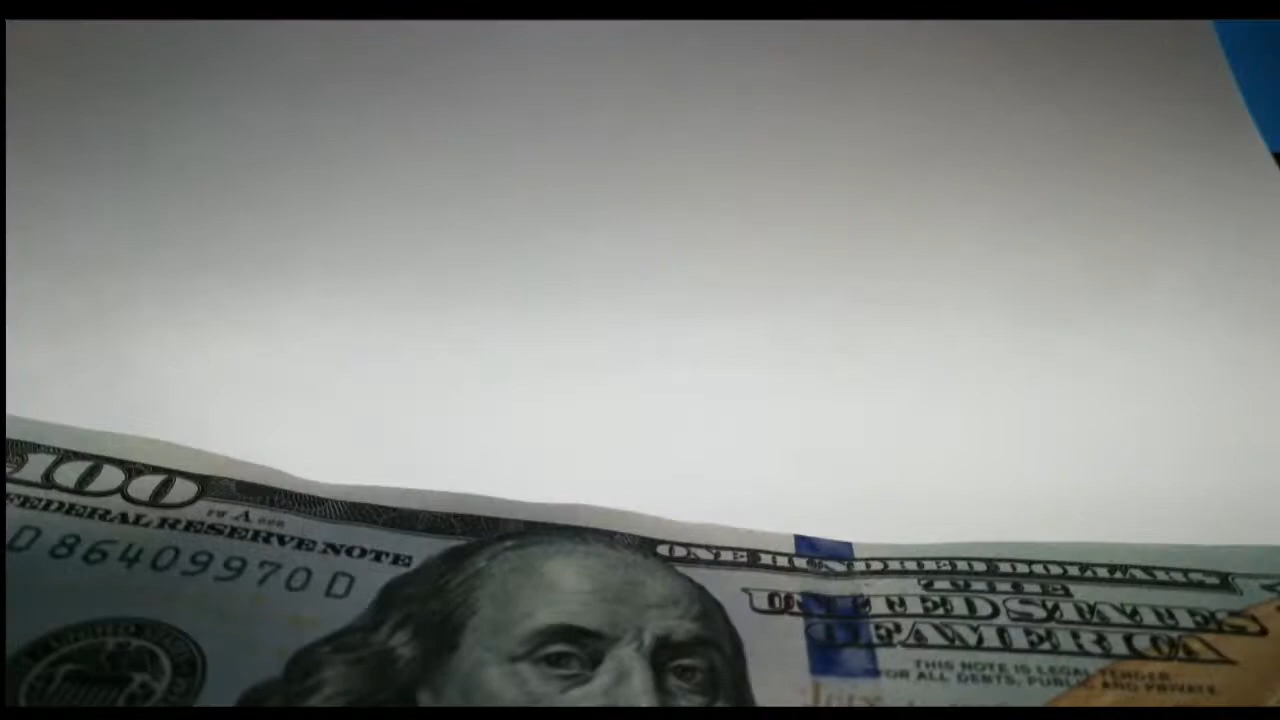 100
FEDERAL RESERVE NOTE
D 86409970 D
ONE HUNDRED DOLLARS
THE
UNITED STATES
OF AMERICA
THIS NOTE IS LEGAL TENDER
FOR ALL DEBTS, PUBLIC AND PRIVATE